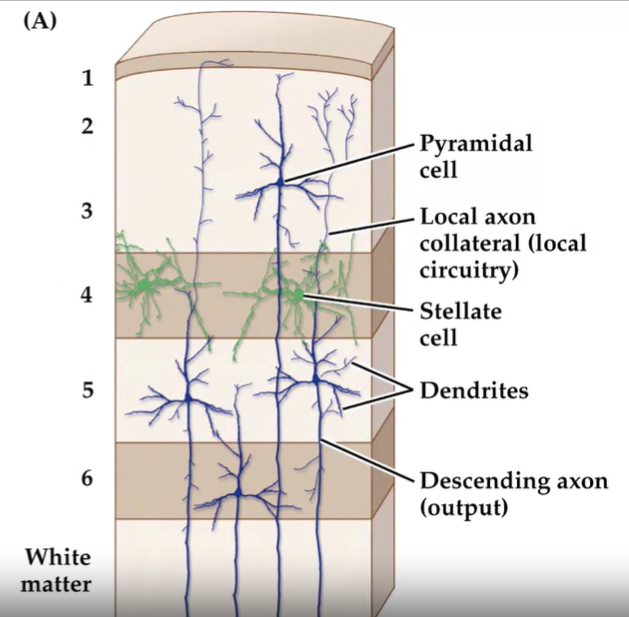 (A)
1
2
3
4
5
6
White
matter
Pyramidal
cell
Local axon
collateral (local
circuitry)
Stellate
cell
Dendrites
Descending axon
(output)